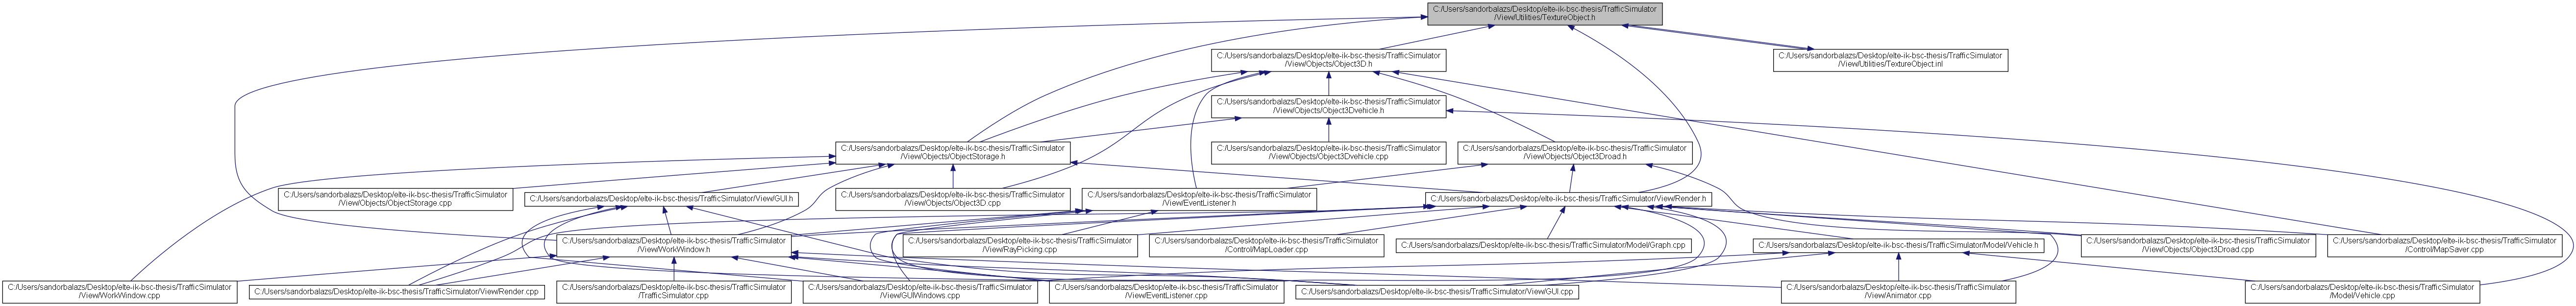 C:/Users/sandorbalazs/Desktop/elte-ik-bsc-thesis/TrafficSimulator
/View/Utilities/TextureObject.h
C:/Users/sandorbalazs/Desktop/elte-ik-bsc-thesis/TrafficSimulator
/View/Objects/Object3D.h
C:/Users/sandorbalazs/Desktop/elte-ik-bsc-thesis/TrafficSimulator
/View/Utilities/TextureObject.inl
C:/Users/sandorbalazs/Desktop/elte-ik-bsc-thesis/TrafficSimulator
/View/Objects/Object3Dvehicle.h
C:/Users/sandorbalazs/Desktop/elte-ik-bsc-thesis/TrafficSimulator
/View/Objects/ObjectStorage.h
C:/Users/sandorbalazs/Desktop/elte-ik-bsc-thesis/TrafficSimulator
/View/Objects/Object3Dvehicle.cpp
C:/Users/sandorbalazs/Desktop/elte-ik-bsc-thesis/TrafficSimulator
/View/Objects/Object3Droad.h
C:/Users/sandorbalazs/Desktop/elte-ik-bsc-thesis/TrafficSimulator
/View/Objects/ObjectStorage.cpp
C:/Users/sandorbalazs/Desktop/elte-ik-bsc-thesis/TrafficSimulator/View/GUI.h
C:/Users/sandorbalazs/Desktop/elte-ik-bsc-thesis/TrafficSimulator
/View/Objects/Object3D.cpp
C:/Users/sandorbalazs/Desktop/elte-ik-bsc-thesis/TrafficSimulator
/View/EventListener.h
C:/Users/sandorbalazs/Desktop/elte-ik-bsc-thesis/TrafficSimulator/View/Render.h
C:/Users/sandorbalazs/Desktop/elte-ik-bsc-thesis/TrafficSimulator
/View/WorkWindow.h
C:/Users/sandorbalazs/Desktop/elte-ik-bsc-thesis/TrafficSimulator
/View/RayPicking.cpp
C:/Users/sandorbalazs/Desktop/elte-ik-bsc-thesis/TrafficSimulator
/Control/MapLoader.cpp
C:/Users/sandorbalazs/Desktop/elte-ik-bsc-thesis/TrafficSimulator/Model/Graph.cpp
C:/Users/sandorbalazs/Desktop/elte-ik-bsc-thesis/TrafficSimulator/Model/Vehicle.h
C:/Users/sandorbalazs/Desktop/elte-ik-bsc-thesis/TrafficSimulator
/View/Objects/Object3Droad.cpp
C:/Users/sandorbalazs/Desktop/elte-ik-bsc-thesis/TrafficSimulator
/Control/MapSaver.cpp
C:/Users/sandorbalazs/Desktop/elte-ik-bsc-thesis/TrafficSimulator
/View/WorkWindow.cpp
C:/Users/sandorbalazs/Desktop/elte-ik-bsc-thesis/TrafficSimulator/View/Render.cpp
C:/Users/sandorbalazs/Desktop/elte-ik-bsc-thesis/TrafficSimulator
/TrafficSimulator.cpp
C:/Users/sandorbalazs/Desktop/elte-ik-bsc-thesis/TrafficSimulator
/View/GUIWindows.cpp
C:/Users/sandorbalazs/Desktop/elte-ik-bsc-thesis/TrafficSimulator
/View/EventListener.cpp
C:/Users/sandorbalazs/Desktop/elte-ik-bsc-thesis/TrafficSimulator/View/GUI.cpp
C:/Users/sandorbalazs/Desktop/elte-ik-bsc-thesis/TrafficSimulator
/View/Animator.cpp
C:/Users/sandorbalazs/Desktop/elte-ik-bsc-thesis/TrafficSimulator
/Model/Vehicle.cpp